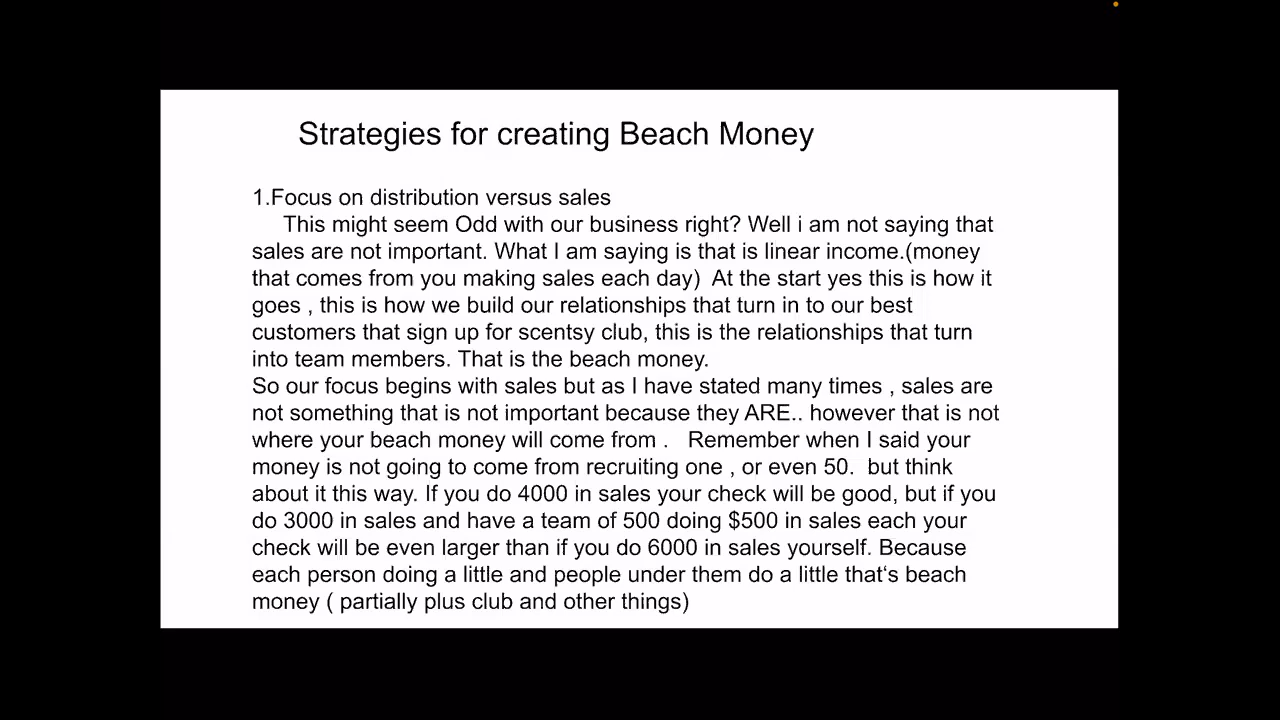 Strategies for creating Beach Money
1.Focus on distribution versus sales
This might seem Odd with our business right? Well i am not saying that
sales are not important. What I am saying is that is linear income.(money
that comes from you making sales each day)  At the start yes this is how it
goes , this is how we build our relationships that turn in to our best
customers that sign up for scentsy club, this is the relationships that turn
into team members. That is the beach money.
So our focus begins with sales but as I have stated many times , sales are
not something that is not important because they ARE.. however that is not
where your beach money will come from .   Remember when I said your
money is not going to come from recruiting one , or even 50.  but think
about it this way. If you do 4000 in sales your check will be good, but if you
do 3000 in sales and have a team of 500 doing $500 in sales each your
check will be even larger than if you do 6000 in sales yourself. Because
each person doing a little and people under them do a little that‘s beach
money ( partially plus club and other things)